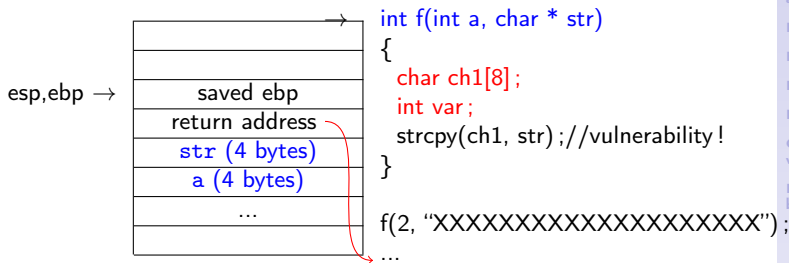 esp,ebp →
saved ebp
return address
str (4 bytes)
a (4 bytes)
...
→ int f(int a, char * str)
{
char ch1[8] ;
int var ;
strcpy(ch1, str) ;//vulnerability !
}
f(2, “XXXXXXXXXXXXXXXXXXXX”) ;
...